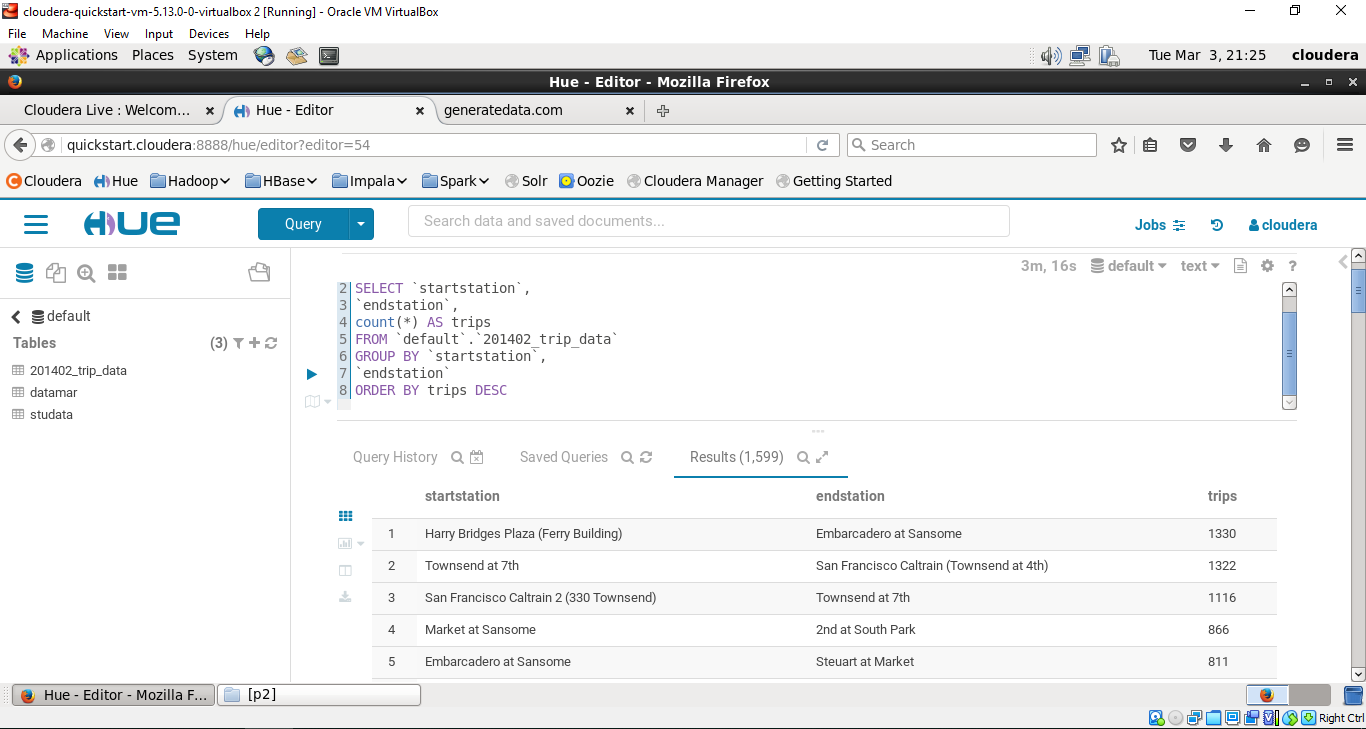 cloudera-quickstart-vm-5.13.0-0-virtualbox 2 [Running] - Oracle VM VirtualBox
File Machine View Input Devices Help
Applications Places System Tue Mar 3, 21:25 cloudera
Hue - Editor - Mozilla Firefox
Cloudera Live : Welcom... Hue - Editor generatedata.com
quickstart.cloudera:8888/hue/editor?editor=54 Search
Cloudera Hue Hadoop HBase Impala Spark Solr Oozie Cloudera Manager Getting Started
HUE Query Search data and saved documents... Jobs cloudera
3m, 16s default text ?
default
Tables (3)
201402_trip_data
datamar
studata
2 SELECT `startstation`,
3 `endstation`,
4 count(*) AS trips
5 FROM `default`.`201402_trip_data`
6 GROUP BY `startstation`,
7 `endstation`
8 ORDER BY trips DESC
Query History Saved Queries Results (1,599)
startstation endstation trips
1 Harry Bridges Plaza (Ferry Building) Embarcadero at Sansome 1330
2 Townsend at 7th San Francisco Caltrain (Townsend at 4th) 1322
3 San Francisco Caltrain 2 (330 Townsend) Townsend at 7th 1116
4 Market at Sansome 2nd at South Park 866
5 Embarcadero at Sansome Steuart at Market 811
Hue - Editor - Mozilla F... [p2]
Right Ctrl